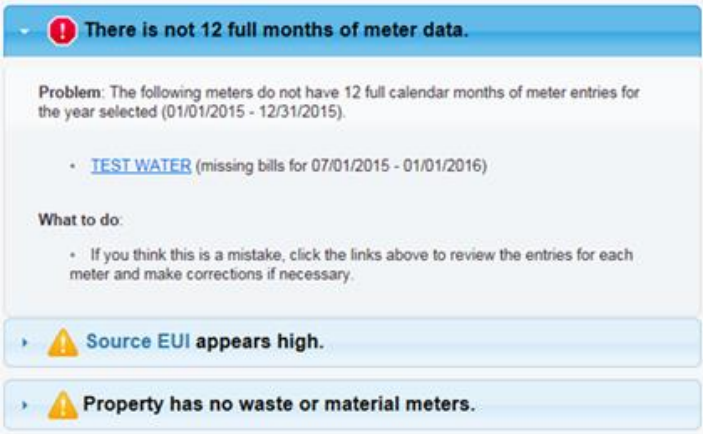 There is not 12 full months of meter data.
Problem: The following meters do not have 12 full calendar months of meter entries for
the year selected (01/01/2015 - 12/31/2015).
• TEST WATER (missing bills for 07/01/2015 - 01/01/2016)
What to do:
• If you think this is a mistake, click the links above to review the entries for each
meter and make corrections if necessary.
Source EUI appears high.
Property has no waste or material meters.